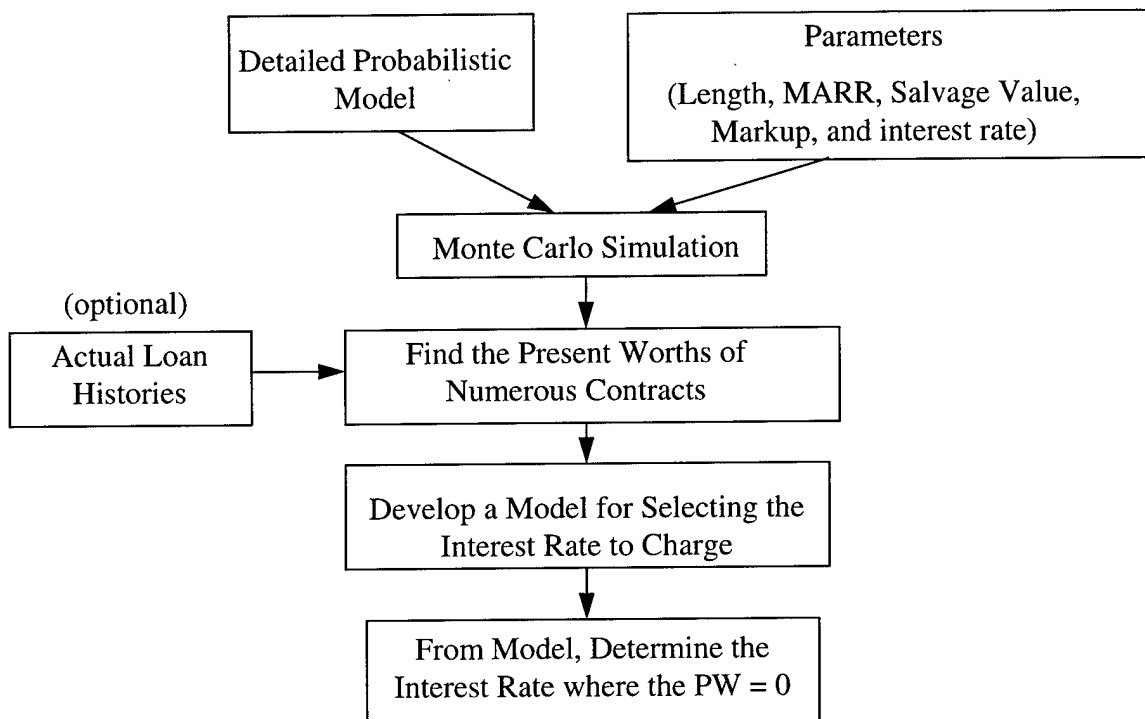 Detailed Probabilistic
Model
Parameters
(Length, MARR, Salvage Value,
Markup, and interest rate)
Monte Carlo Simulation
(optional)
Actual Loan
Histories
Find the Present Worths of
Numerous Contracts
Develop a Model for Selecting the
Interest Rate to Charge
From Model, Determine the
Interest Rate where the PW = 0